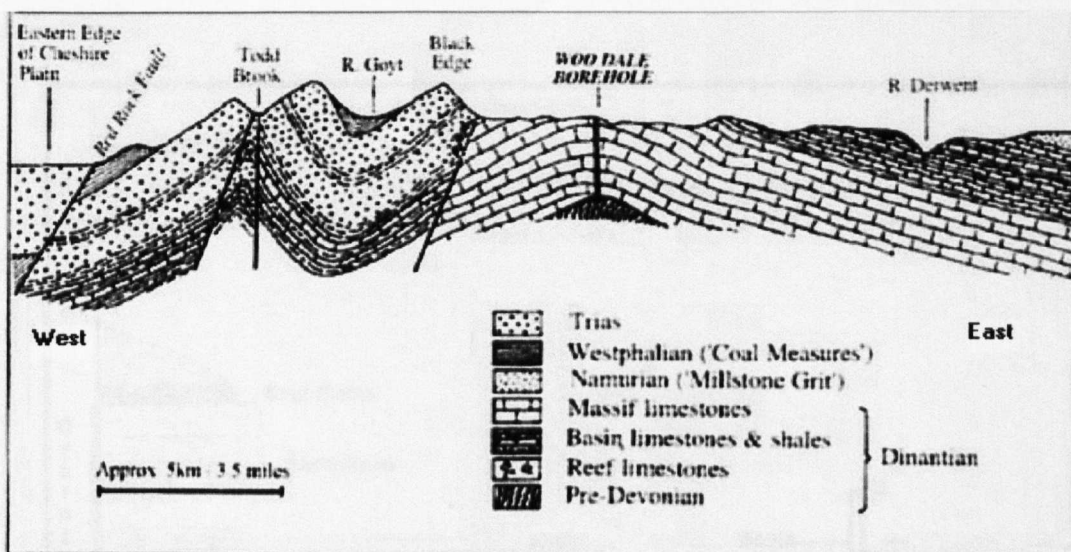 Eastern Edge
of Cheshire
Plain
Red Rock Fault
Todd
Brook
R. Goyt
Black
Edge
WOO DALE
BOREHOLE
R. Derwent
West
East
Trias
Westphalian ('Coal Measures')
Namurian ('Millstone Grit')
Massif limestones
Basin limestones & shales
Reef limestones
Pre-Devonian
Dinantian
Approx 5km : 3.5 miles